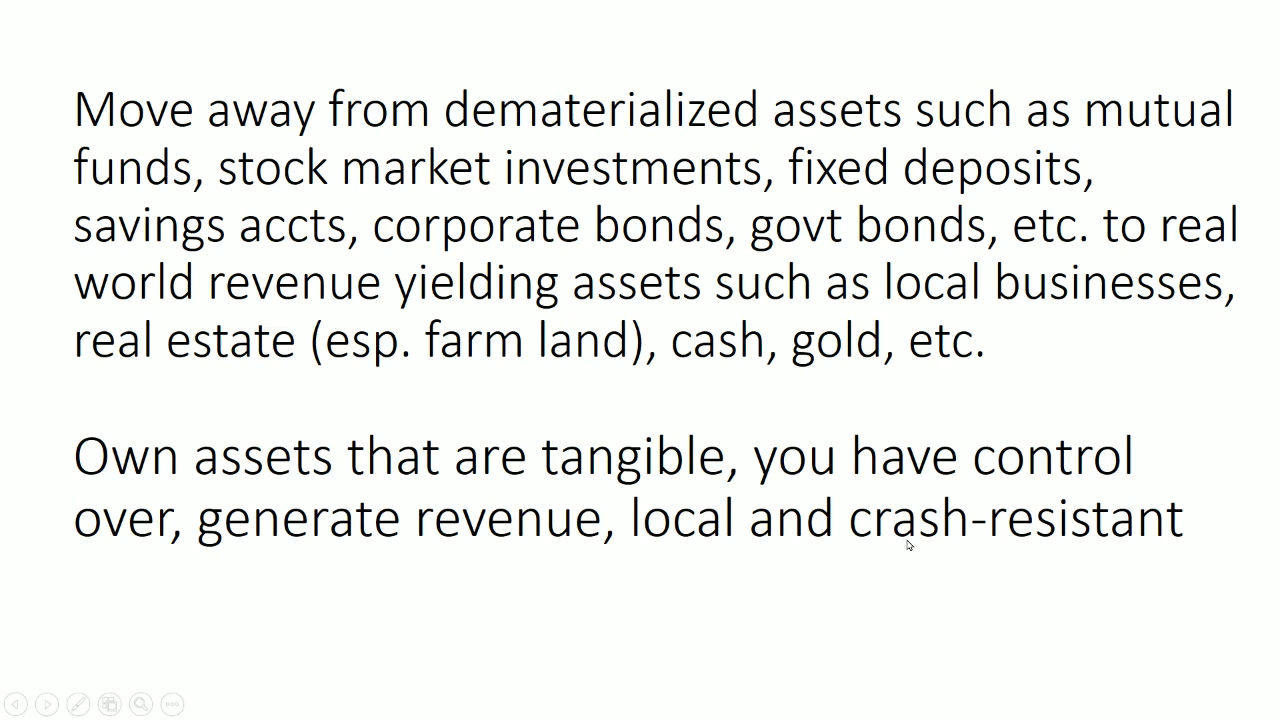 Move away from dematerialized assets such as mutual
funds, stock market investments, fixed deposits,
savings accts, corporate bonds, govt bonds, etc. to real
world revenue yielding assets such as local businesses,
real estate (esp. farm land), cash, gold, etc.
Own assets that are tangible, you have control
over, generate revenue, local and crash-resistant